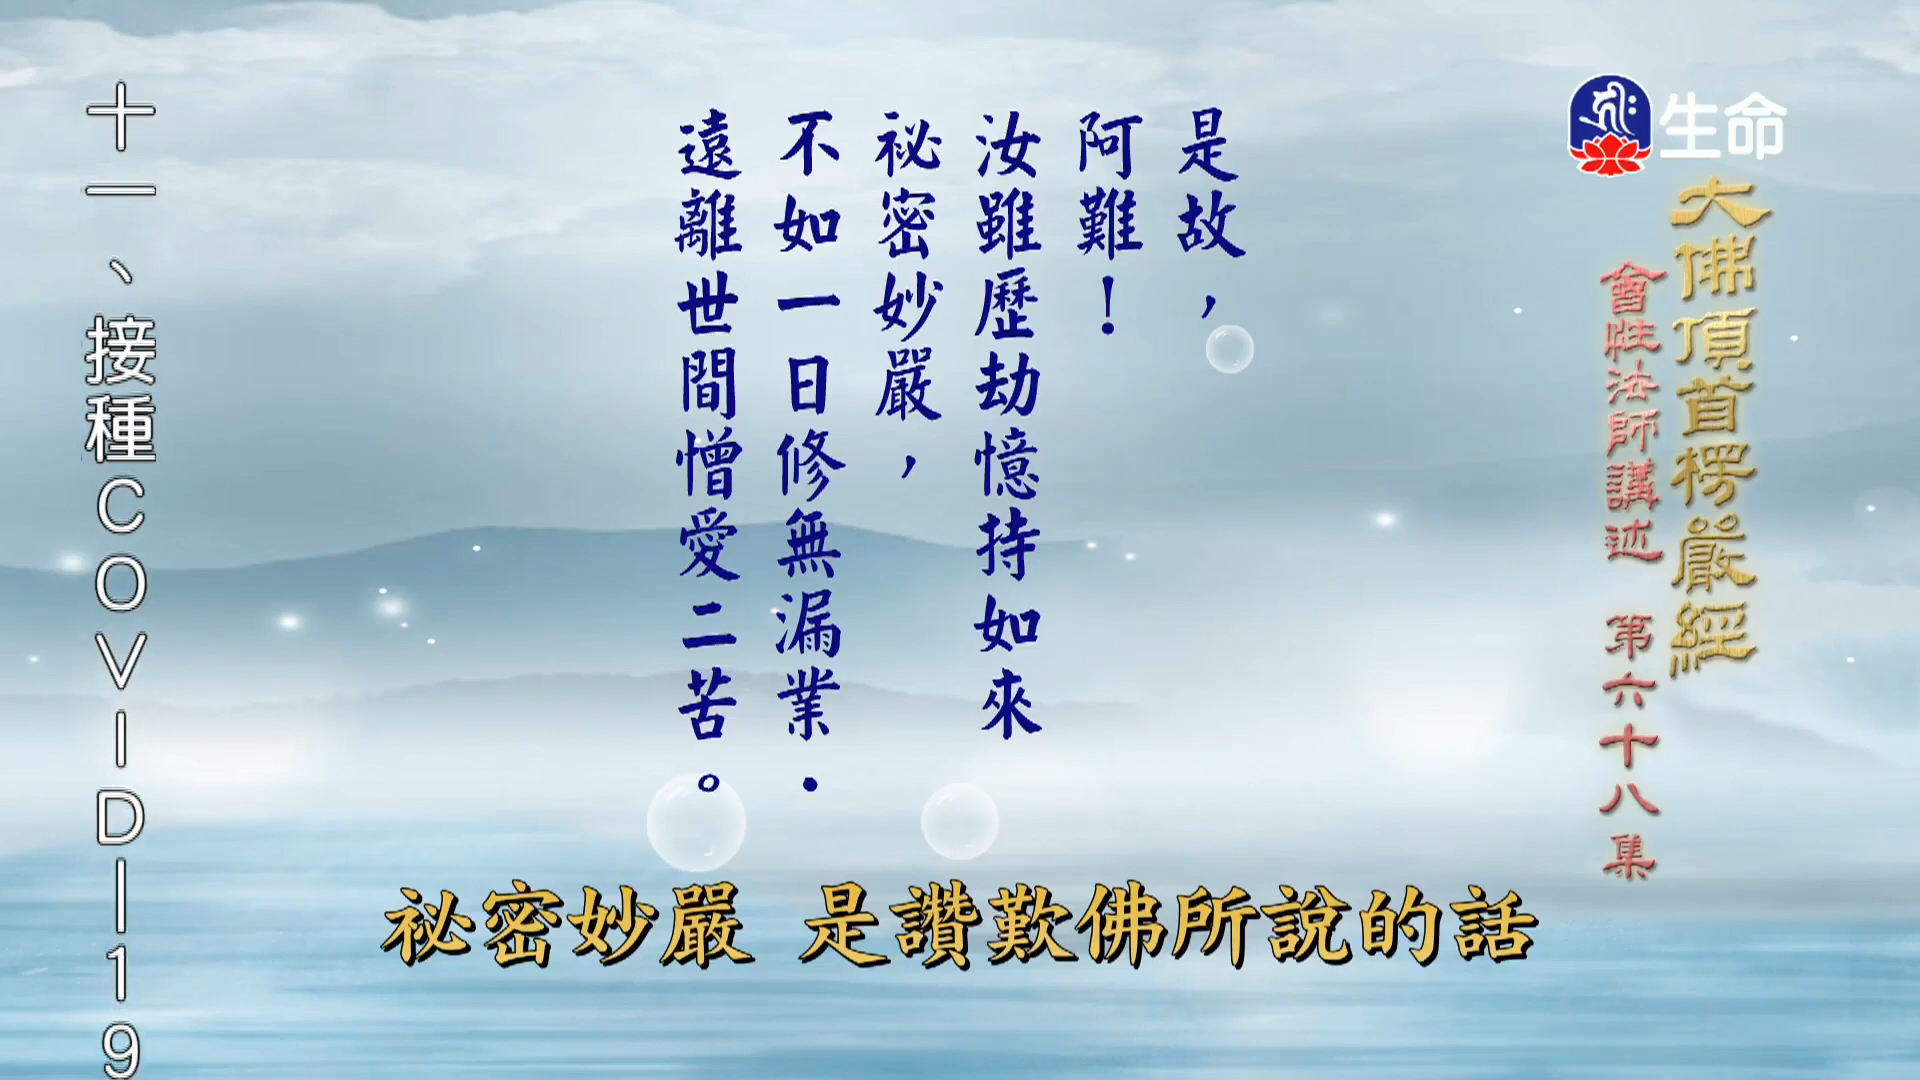 生命
大佛頂首楞嚴經
會性法師講述 第六十八集
是故，
阿難！
汝雖歷劫憶持如來
祕密妙嚴，
不如一日修無漏業．
遠離世間憎愛二苦。
十一、接種COVID-19
祕密妙嚴 是讚歎佛所說的話